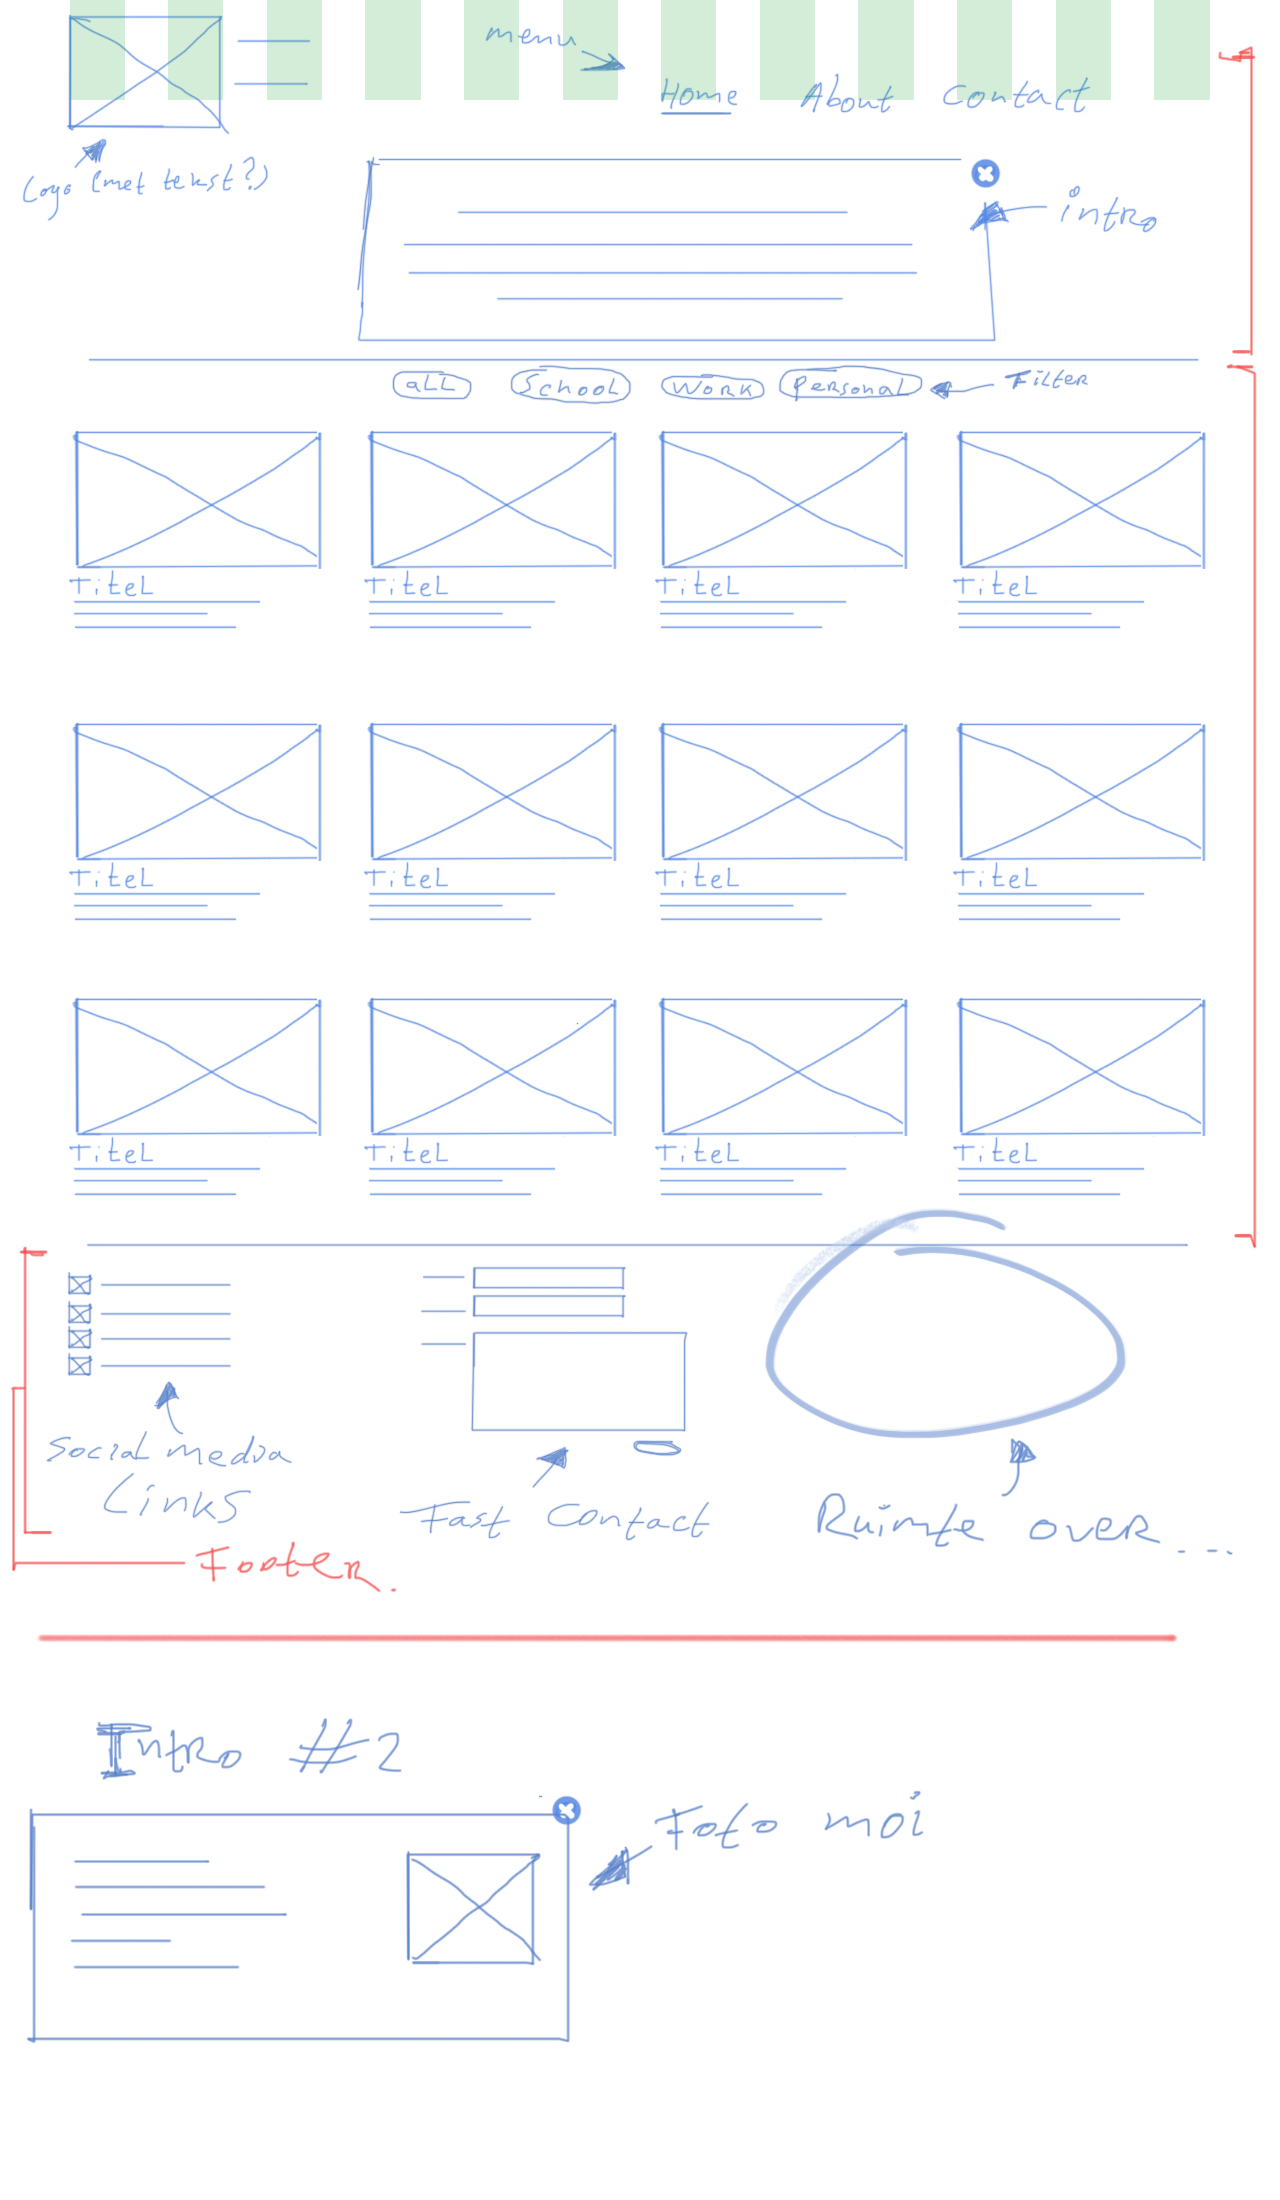 menu
Home About Contact
Logo (met tekst?)
intro
all School Work Personal Filter
Titel Titel Titel Titel
Titel Titel Titel Titel
Titel Titel Titel Titel
Social media
Links
Fast Contact
Ruimte over...
Footer.
Intro #2
Foto moi